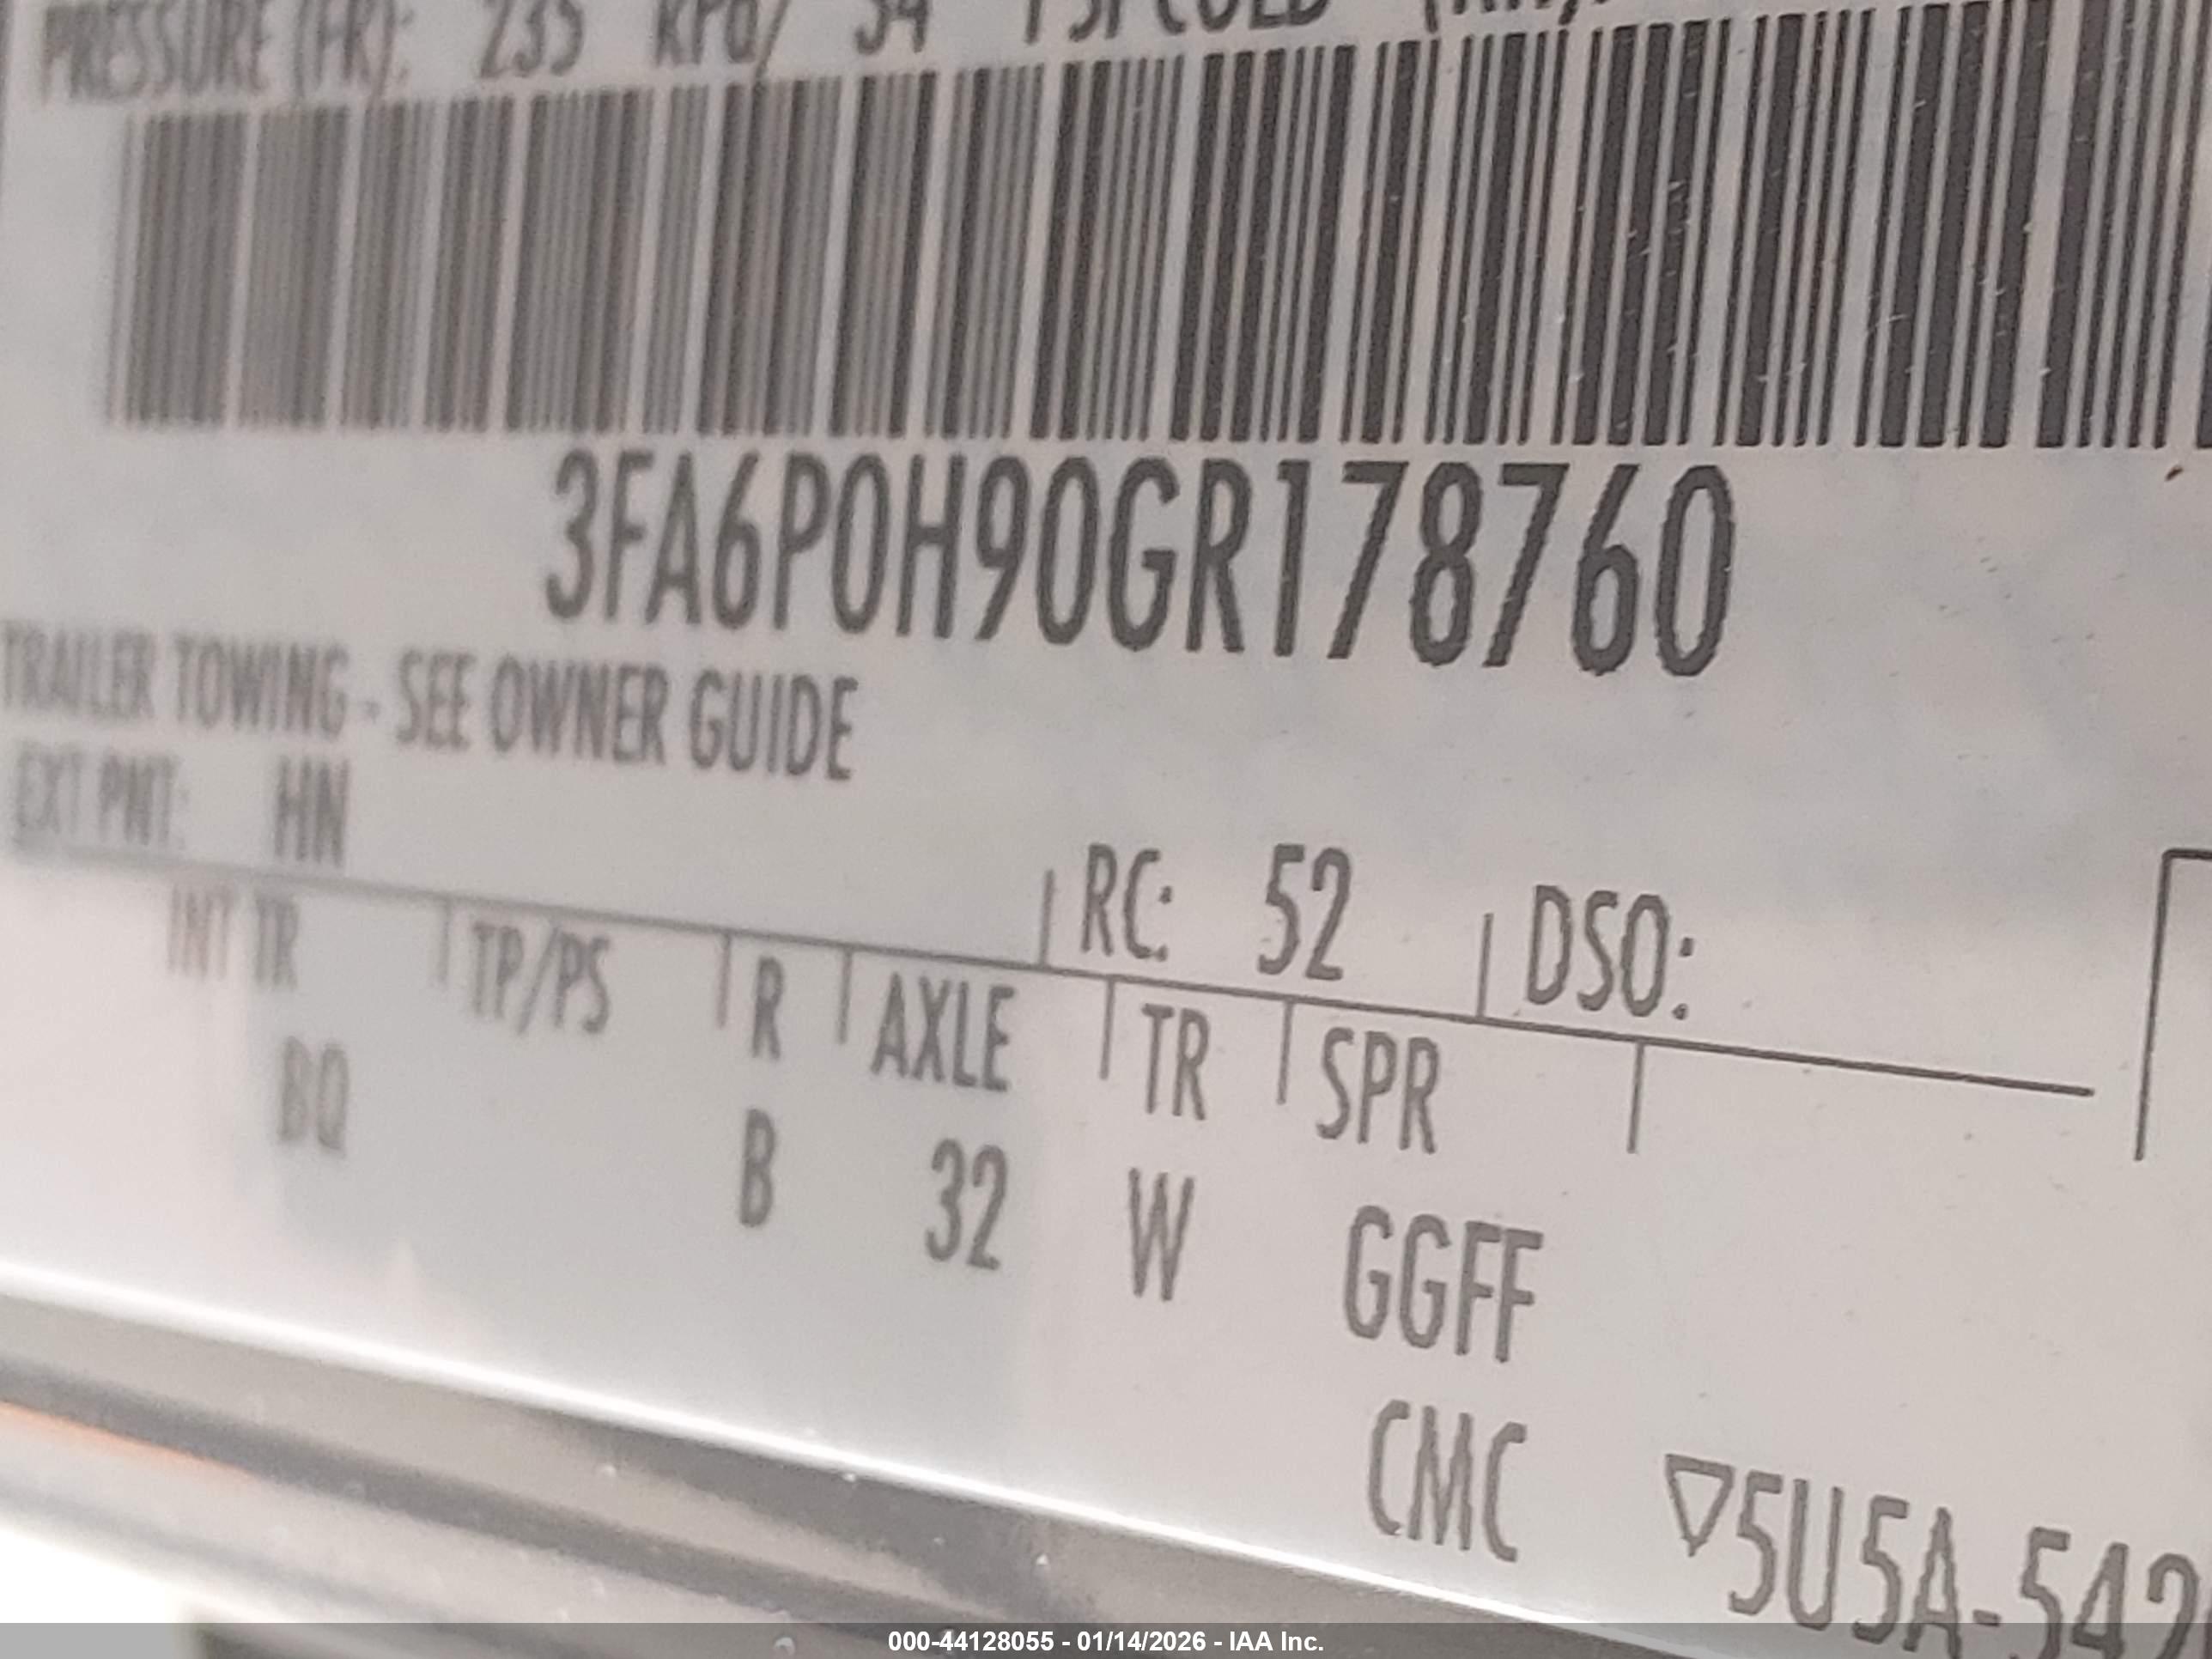 PRESSURE (FR): 235 KPa/ 34 PSI COLD
3FA6P0H90GR178760
TRAILER TOWING - SEE OWNER GUIDE
EXT PNT: HN RC: 52 DSO:
INT TR TP/PS R AXLE TR SPR
BQ B 32 W GGFF
CMC ▽5U5A-542
000-44128055 - 01/14/2026 - IAA Inc.